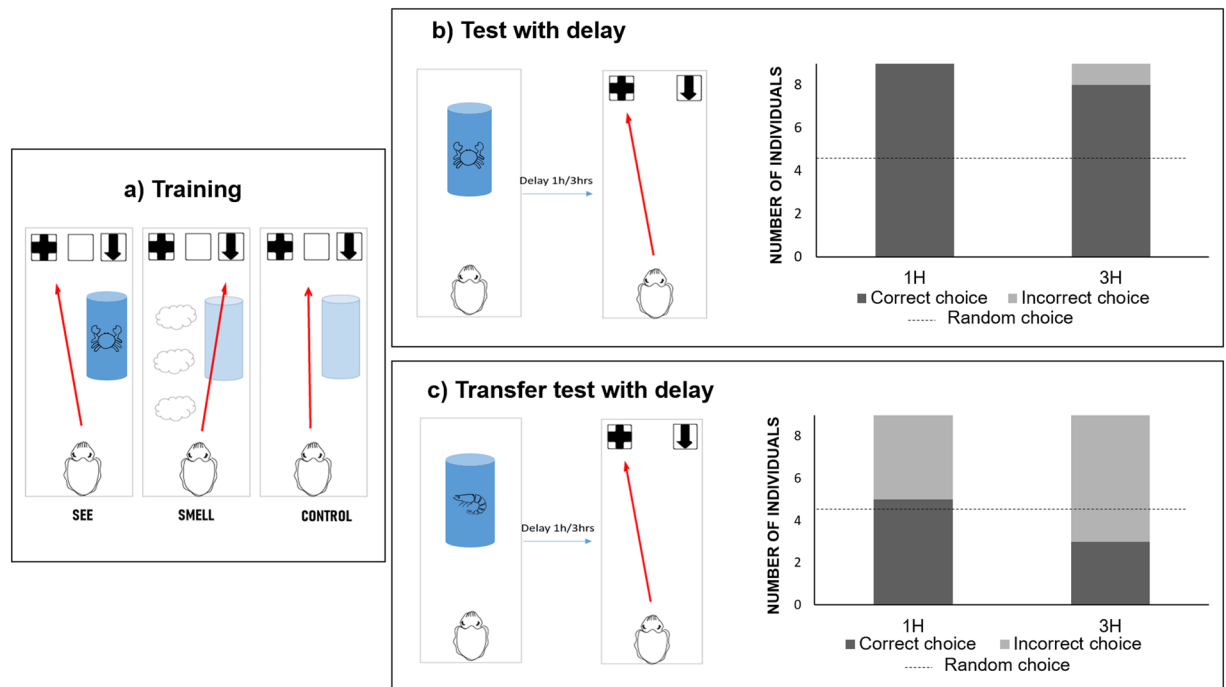 a) Training
SEE
SMELL
CONTROL
b) Test with delay
Delay 1h/3hrs
NUMBER OF INDIVIDUALS
8
6
4
2
0
1H
3H
Correct choice
Incorrect choice
Random choice
c) Transfer test with delay
Delay 1h/3hrs
NUMBER OF INDIVIDUALS
8
6
4
2
0
1H
3H
Correct choice
Incorrect choice
Random choice